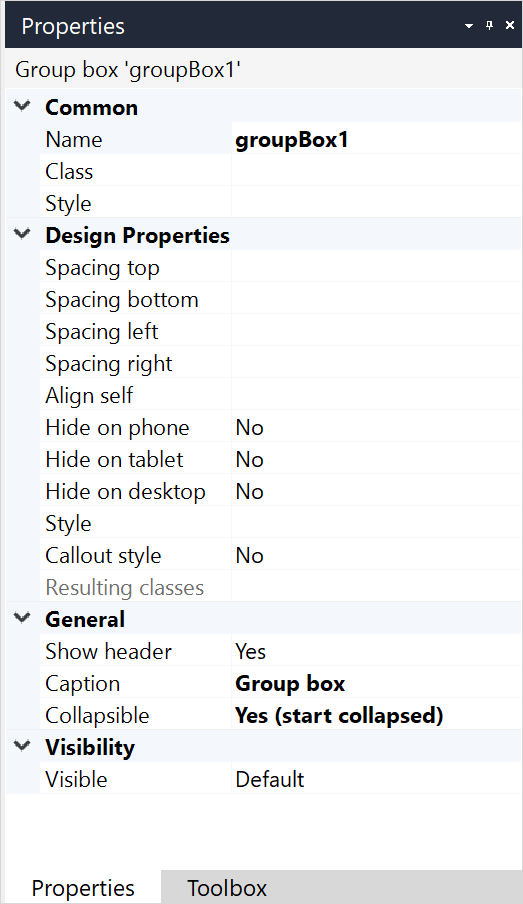 Properties
Group box 'groupBox1'
Common
Name groupBox1
Class
Style
Design Properties
Spacing top
Spacing bottom
Spacing left
Spacing right
Align self
Hide on phone No
Hide on tablet No
Hide on desktop No
Style
Callout style No
Resulting classes
General
Show header Yes
Caption Group box
Collapsible Yes (start collapsed)
Visibility
Visible Default
Properties Toolbox